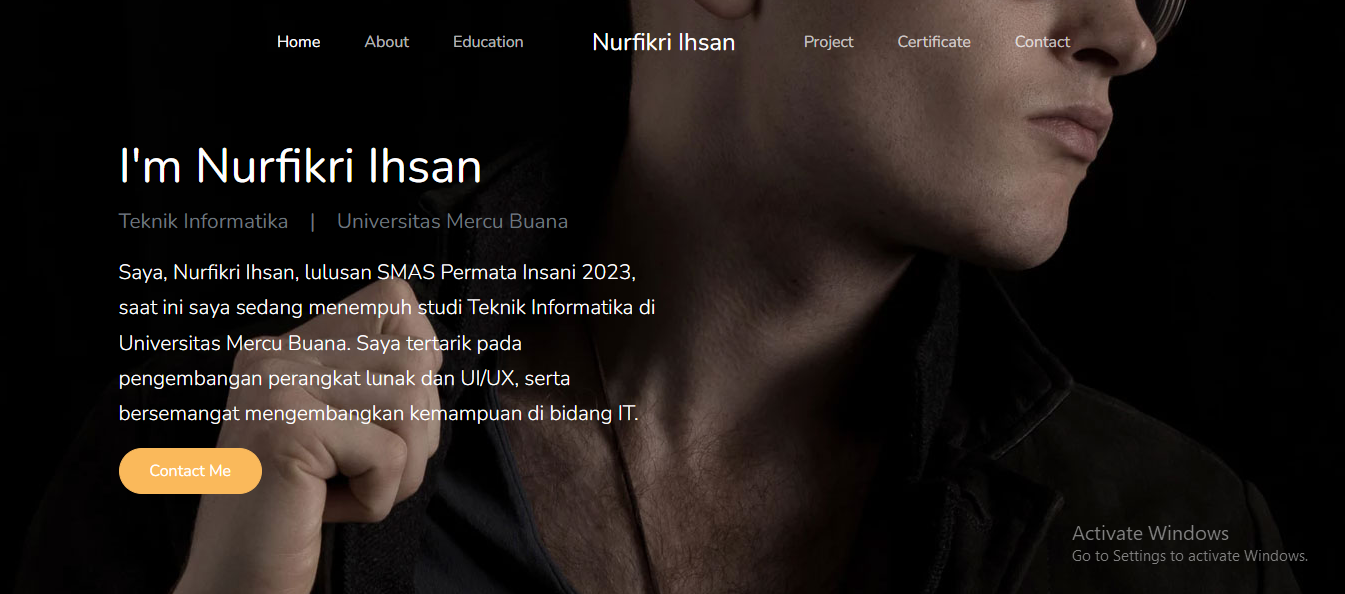 Home About Education Nurfikri Ihsan Project Certificate Contact
I'm Nurfikri Ihsan
Teknik Informatika | Universitas Mercu Buana
Saya, Nurfikri Ihsan, lulusan SMAS Permata Insani 2023,
saat ini saya sedang menempuh studi Teknik Informatika di
Universitas Mercu Buana. Saya tertarik pada
pengembangan perangkat lunak dan UI/UX, serta
bersemangat mengembangkan kemampuan di bidang IT.
Contact Me
Activate Windows
Go to Settings to activate Windows.